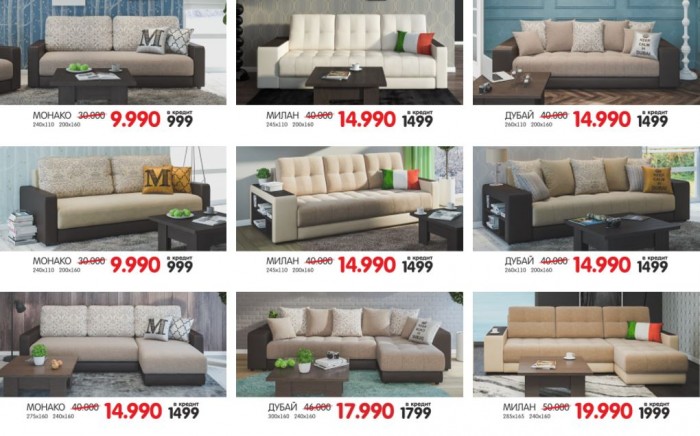 МОНАКО 30.000 9.990 в кредит 999
240x110 200x160
МИЛАН 40.000 14.990 в кредит 1499
245x110 200x160
ДУБАЙ 40.000 14.990 в кредит 1499
260x110 200x160
МОНАКО 30.000 9.990 в кредит 999
240x110 200x160
МИЛАН 40.000 14.990 в кредит 1499
245x110 200x160
ДУБАЙ 40.000 14.990 в кредит 1499
260x110 200x160
M
МОНАКО 40.000 14.990 в кредит 1499
275x160 240x160
ДУБАЙ 46.000 17.990 в кредит 1799
300x160 240x160
МИЛАН 50.000 19.990 в кредит 1999
285x165 240x160